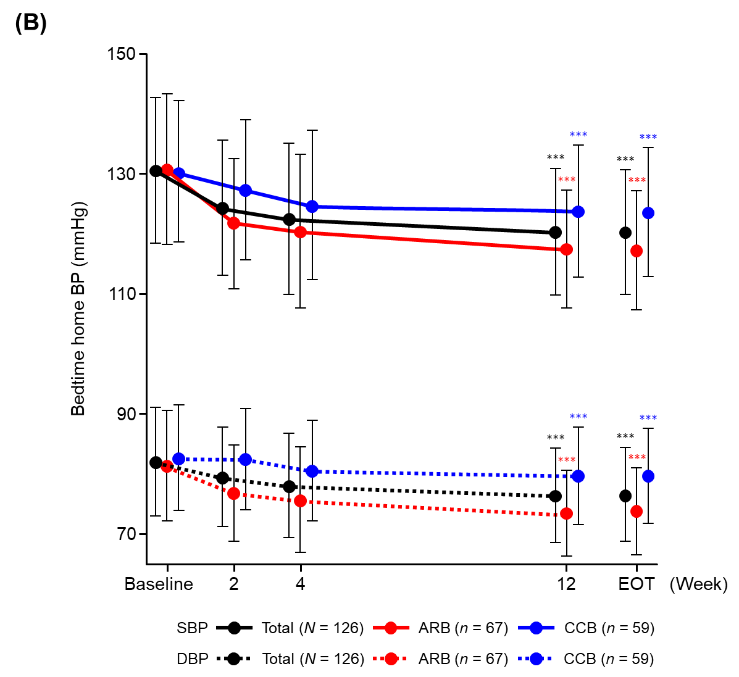 (B)
150
130
110
90
70
Bedtime home BP (mmHg)
*** *** *** *** *** ***
*** *** *** *** *** ***
Baseline 2 4 12 EOT (Week)
SBP Total (N = 126) ARB (n = 67) CCB (n = 59)
DBP Total (N = 126) ARB (n = 67) CCB (n = 59)